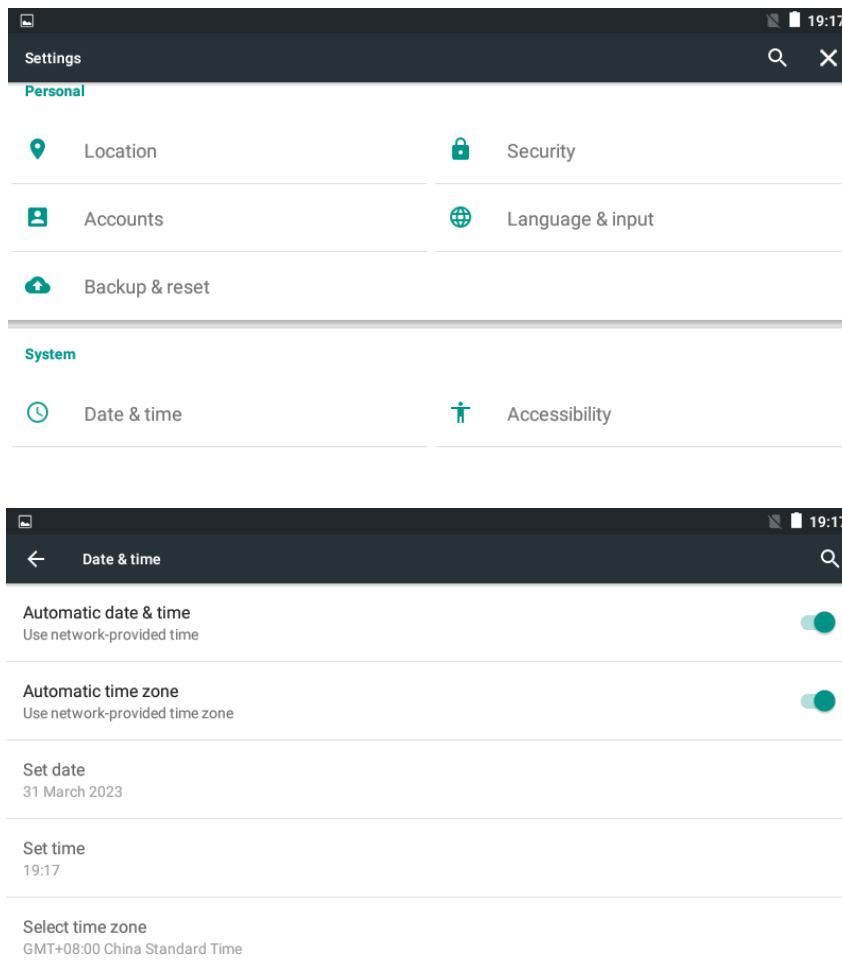 19:17
Settings
Personal
Location
Security
Accounts
Language & input
Backup & reset
System
Date & time
Accessibility
19:17
Date & time
Automatic date & time
Use network-provided time
Automatic time zone
Use network-provided time zone
Set date
31 March 2023
Set time
19:17
Select time zone
GMT+08:00 China Standard Time